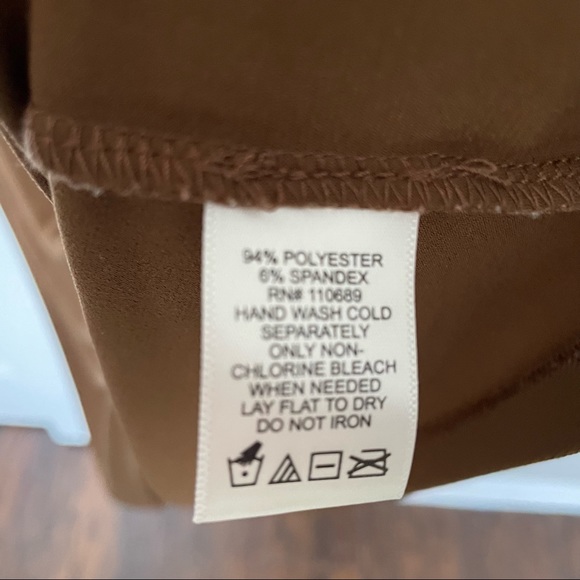 94% POLYESTER
6% SPANDEX
RN# 110689
HAND WASH COLD
SEPARATELY
ONLY NON-
CHLORINE BLEACH
WHEN NEEDED
LAY FLAT TO DRY
DO NOT IRON